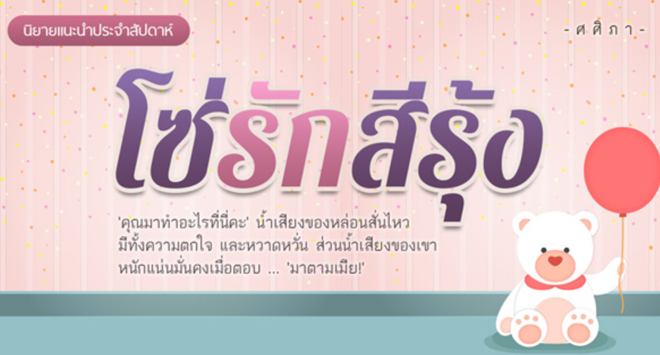 นิยายแนะนำประจำสัปดาห์
-ศศิภา-
โซ่รักสีรุ้ง
'คุณมาทำอะไรที่นี่คะ' น้ำเสียงของหล่อนสั่นไหว
มีทั้งความตกใจ และหวาดหวั่น ส่วนน้ำเสียงของเขา
หนักแน่นมั่นคงเมื่อตอบ ... 'มาตามเมีย!'